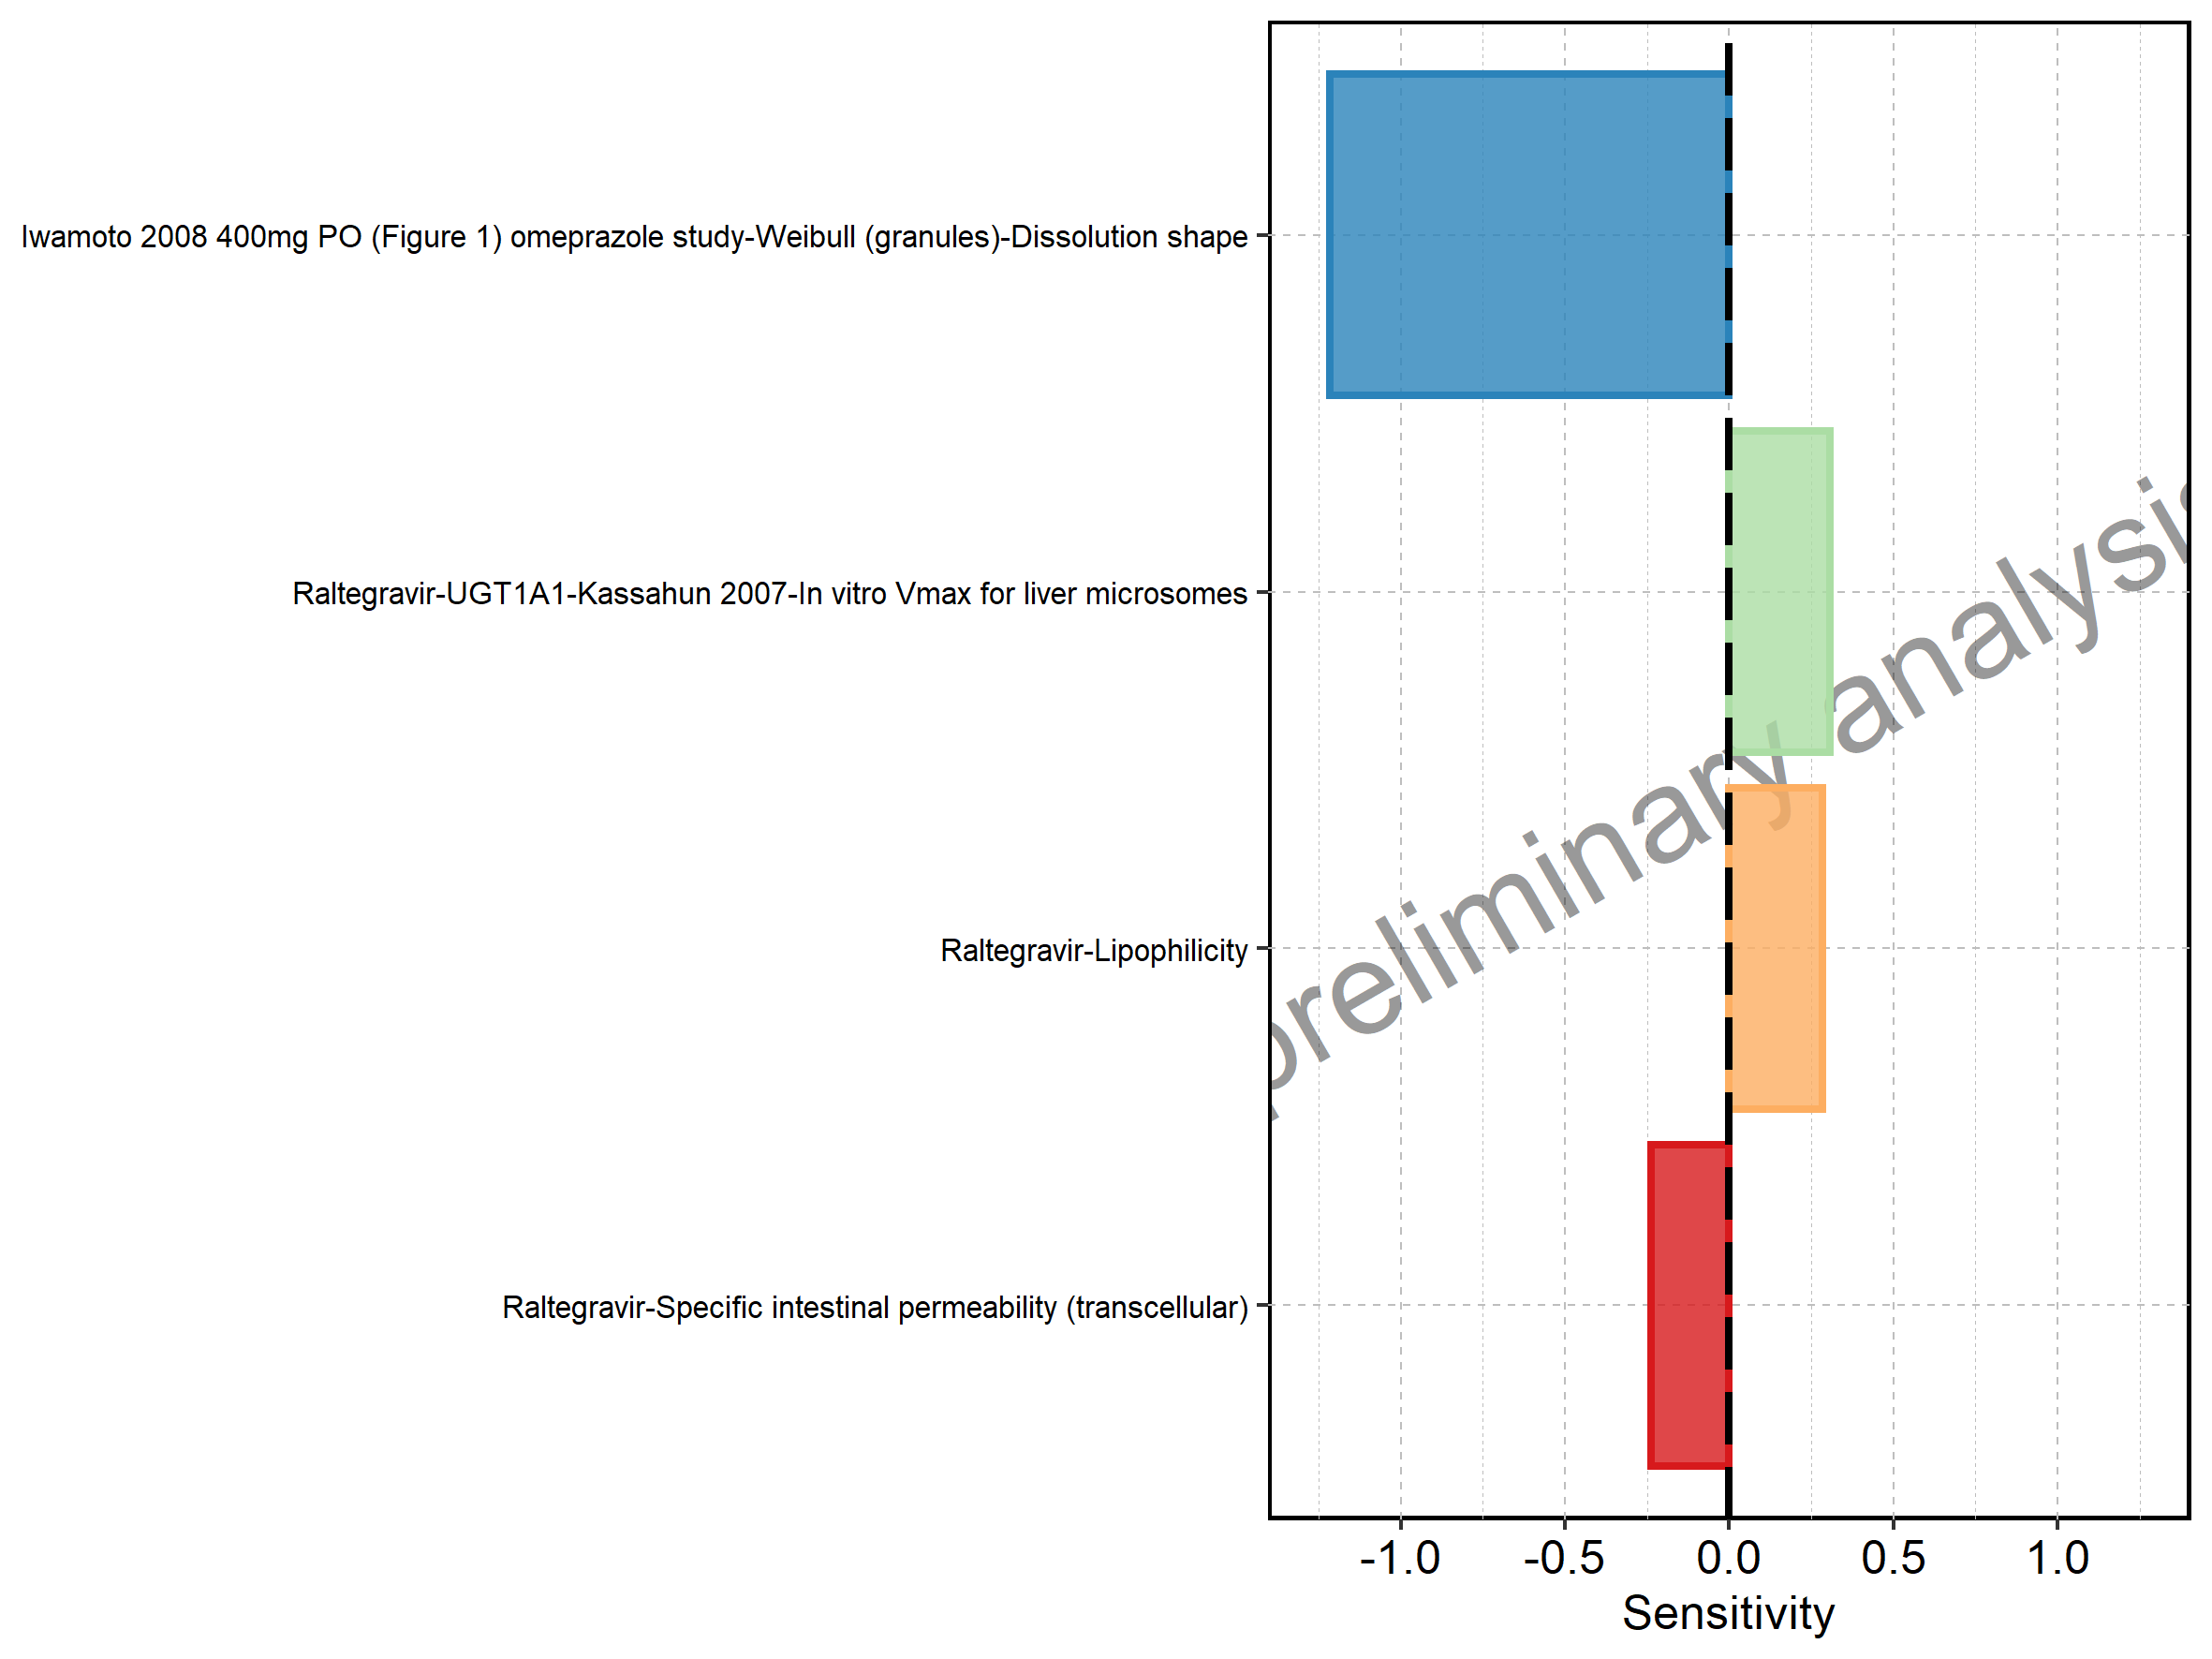 Iwamoto 2008 400mg PO (Figure 1) omeprazole study-Weibull (granules)-Dissolution shape
Raltegravir-UGT1A1-Kassahun 2007-In vitro Vmax for liver microsomes
Raltegravir-Lipophilicity
Raltegravir-Specific intestinal permeability (transcellular)
preliminary analysis
-1.0 -0.5 0.0 0.5 1.0
Sensitivity